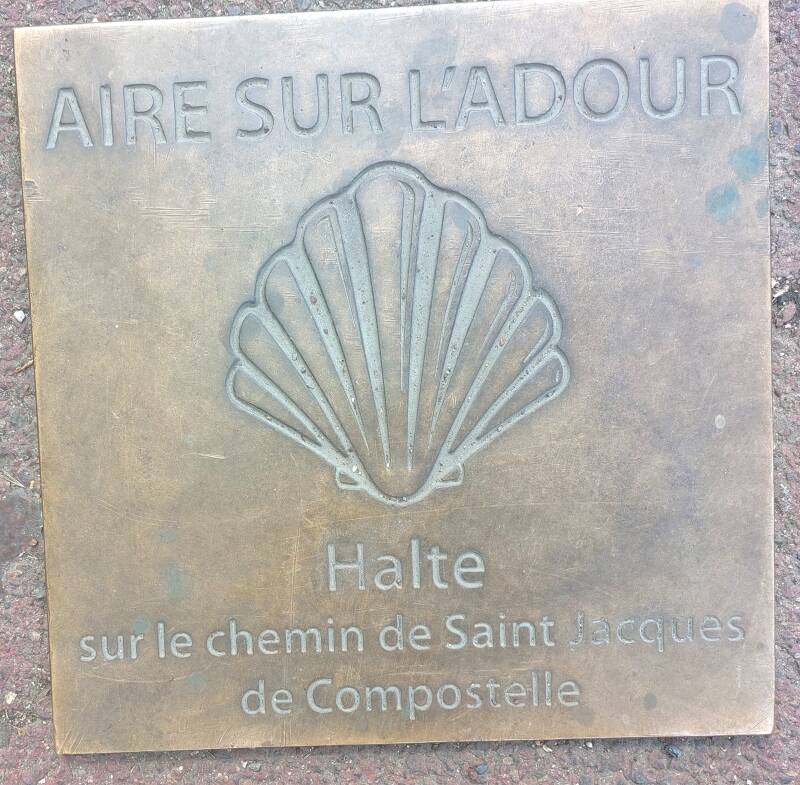 AIRE SUR L'ADOUR
Halte
sur le chemin de Saint Jacques
de Compostelle